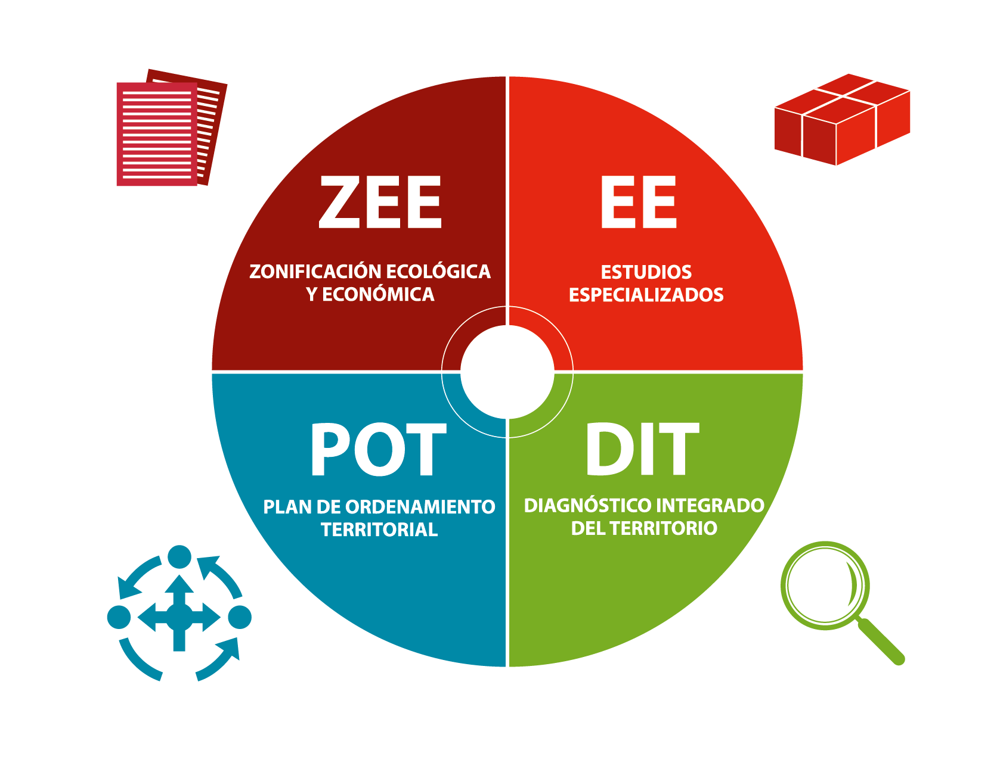 ZEE
ZONIFICACIÓN ECOLÓGICA
Y ECONÓMICA
EE
ESTUDIOS
ESPECIALIZADOS
POT
PLAN DE ORDENAMIENTO
TERRITORIAL
DIT
DIAGNÓSTICO INTEGRADO
DEL TERRITORIO